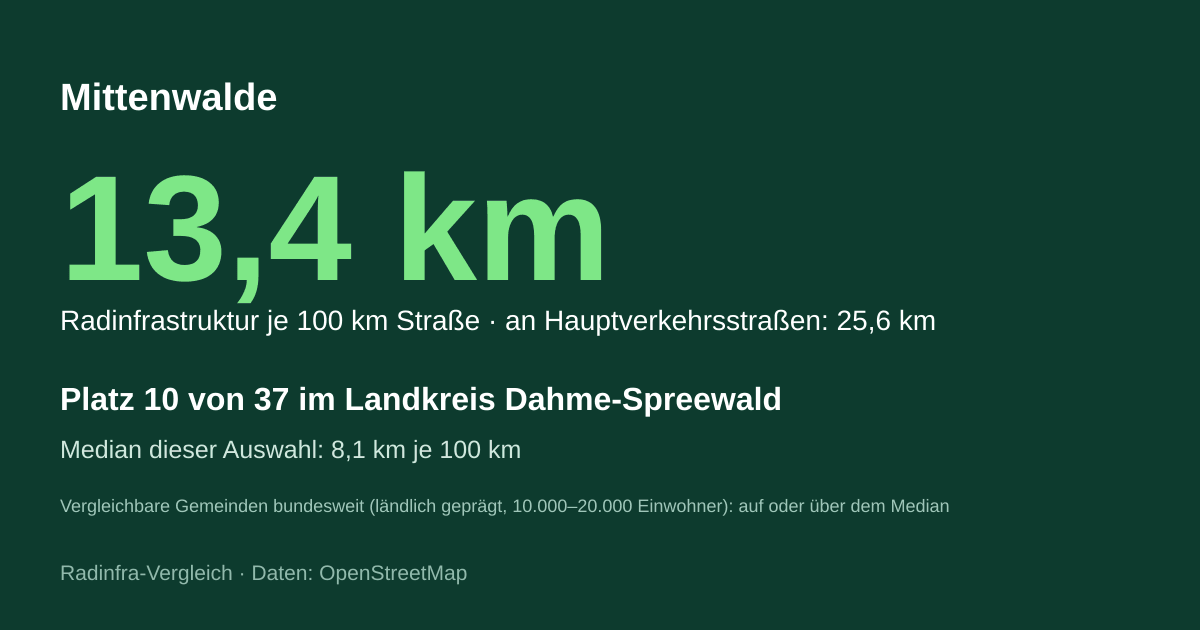 Mittenwalde
13,4 km
Radinfrastruktur je 100 km Straße · an Hauptverkehrsstraßen: 25,6 km
Platz 10 von 37 im Landkreis Dahme-Spreewald
Median dieser Auswahl: 8,1 km je 100 km
Vergleichbare Gemeinden bundesweit (ländlich geprägt, 10.000–20.000 Einwohner): auf oder über dem Median
Radinfra-Vergleich · Daten: OpenStreetMap